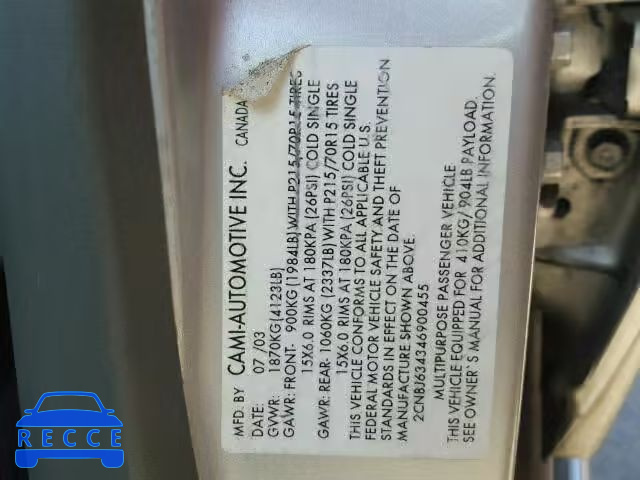 MFD. BY CAMI-AUTOMOTIVE INC. CANADA
DATE: 07/03
GVWR: 1870KG(4123LB)
GAWR: FRONT- 900KG(1984LB)WITH P215/70R15 TIRES
15X6.0 RIMS AT 180KPA (26PSI) COLD SINGLE
GAWR: REAR- 1060KG (2337LB)WITH P215/70R15 TIRES
15X6.0 RIMS AT 180KPA (26PSI) COLD SINGLE
THIS VEHICLE CONFORMS TO ALL APPLICABLE U.S.
FEDERAL MOTOR VEHICLE SAFETY AND THEFT PREVENTION
STANDARDS IN EFFECT ON THE DATE OF
MANUFACTURE SHOWN ABOVE.
2CNBJ634346900455
MULTIPURPOSE PASSENGER VEHICLE
THIS VEHICLE EQUIPPED FOR 410KG/ 904LB PAYLOAD.
SEE OWNER'S MANUAL FOR ADDITIONAL INFORMATION.
RECCE